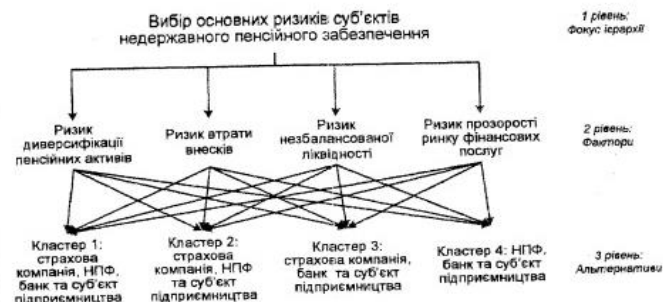 Вибір основних ризиків суб'єктів
недержавного пенсійного забезпечення
1 рівень:
Фокус ієрархії
Ризик
диверсифікації
пенсійних активів
Ризик втрати
внесків
Ризик
незбалансованої
ліквідності
Ризик прозорості
ринку фінансових
послуг
2 рівень:
Фактори
Кластер 1:
страхова
компанія, НПФ,
банк та суб'єкт
підприємництва
Кластер 2:
страхова
компанія, НПФ
та суб'єкт
підприємництва
Кластер 3:
страхова компанія,
банк та суб'єкт
підприємництва
Кластер 4: НПФ,
банк та суб'єкт
підприємництва
3 рівень:
Альтернативи